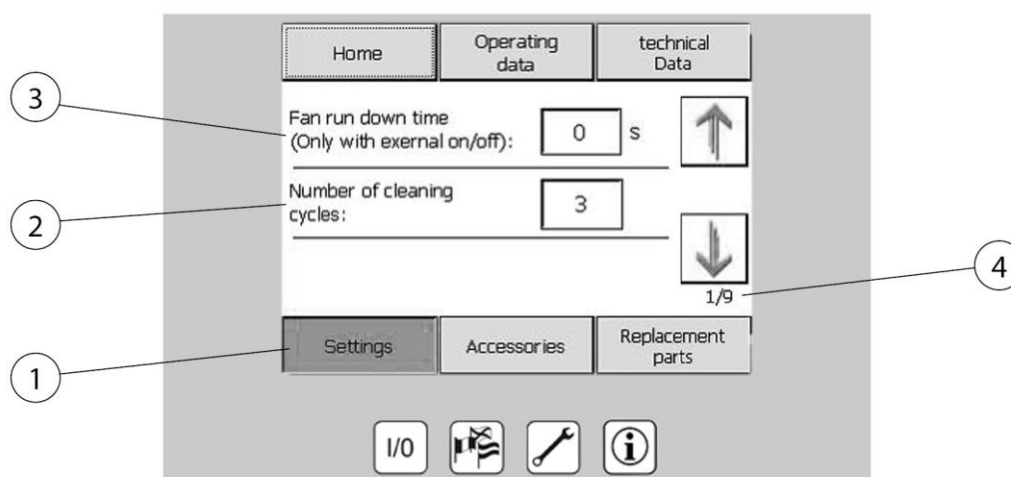 Home
Operating
data
technical
Data
3
Fan run down time
(Only with exernal on/off):
0
s
2
Number of cleaning
cycles:
3
4
1/9
1
Settings
Accessories
Replacement
parts
I/0
i